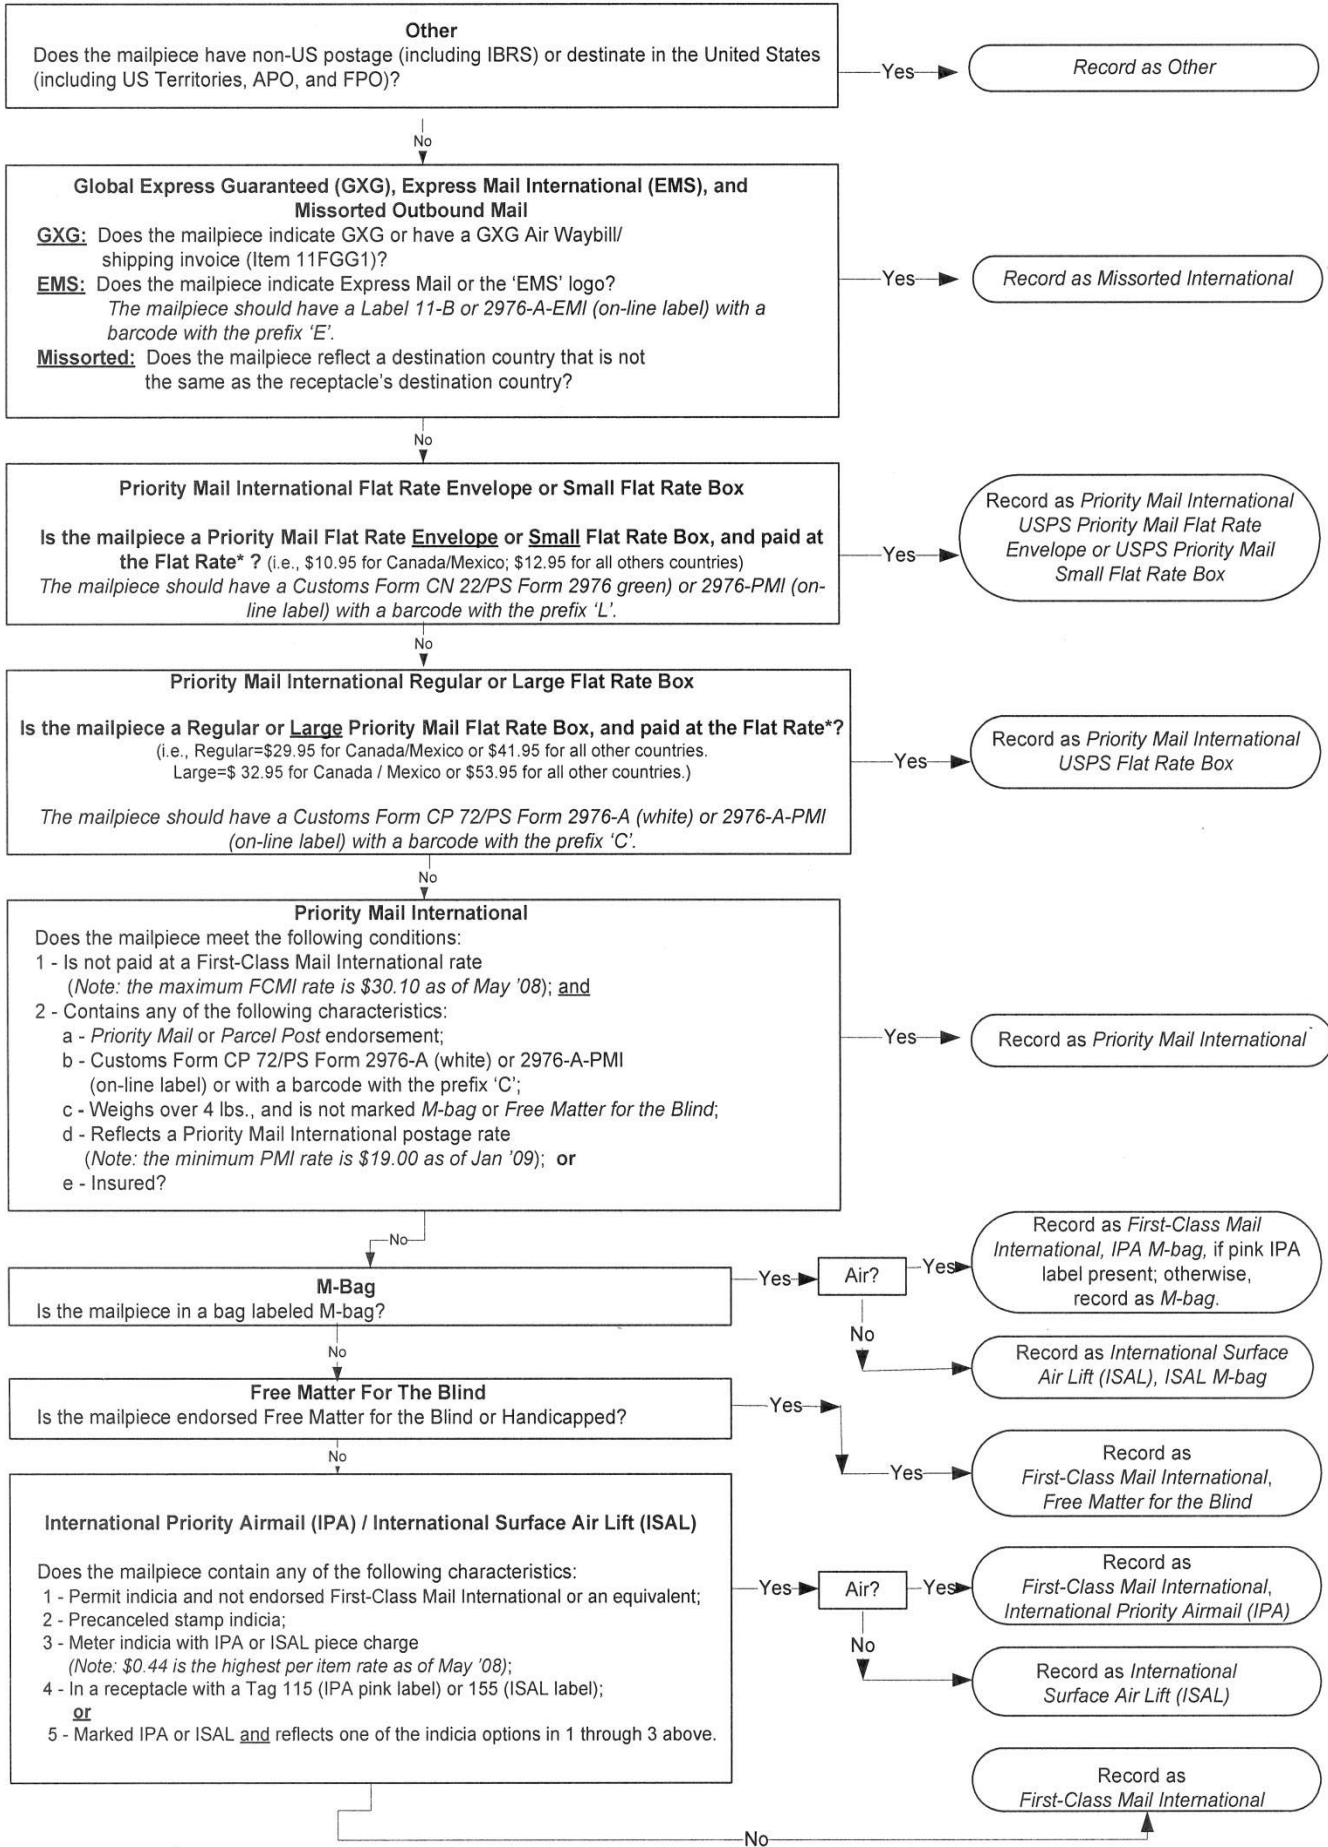 Other
Does the mailpiece have non-US postage (including IBRS) or destinate in the United States
(including US Territories, APO, and FPO)?
Yes
Record as Other
No
Global Express Guaranteed (GXG), Express Mail International (EMS), and
Missorted Outbound Mail
GXG: Does the mailpiece indicate GXG or have a GXG Air Waybill/
shipping invoice (Item 11FGG1)?
EMS: Does the mailpiece indicate Express Mail or the ‘EMS’ logo?
The mailpiece should have a Label 11-B or 2976-A-EMI (on-line label) with a
barcode with the prefix ‘E’.
Missorted: Does the mailpiece reflect a destination country that is not
the same as the receptacle's destination country?
Yes
Record as Missorted International
No
Priority Mail International Flat Rate Envelope or Small Flat Rate Box
Is the mailpiece a Priority Mail Flat Rate Envelope or Small Flat Rate Box, and paid at
the Flat Rate* ? (i.e., $10.95 for Canada/Mexico; $12.95 for all others countries)
The mailpiece should have a Customs Form CN 22/PS Form 2976 green) or 2976-PMI (on-
line label) with a barcode with the prefix ‘L’.
Yes
Record as Priority Mail International
USPS Priority Mail Flat Rate
Envelope or USPS Priority Mail
Small Flat Rate Box
No
Priority Mail International Regular or Large Flat Rate Box
Is the mailpiece a Regular or Large Priority Mail Flat Rate Box, and paid at the Flat Rate*?
(i.e., Regular=$29.95 for Canada/Mexico or $41.95 for all other countries.
Large=$ 32.95 for Canada / Mexico or $53.95 for all other countries.)
The mailpiece should have a Customs Form CP 72/PS Form 2976-A (white) or 2976-A-PMI
(on-line label) with a barcode with the prefix ‘C’.
Yes
Record as Priority Mail International
USPS Flat Rate Box
No
Priority Mail International
Does the mailpiece meet the following conditions:
1 - Is not paid at a First-Class Mail International rate
(Note: the maximum FCMI rate is $30.10 as of May '08); and
2 - Contains any of the following characteristics:
a - Priority Mail or Parcel Post endorsement;
b - Customs Form CP 72/PS Form 2976-A (white) or 2976-A-PMI
(on-line label) or with a barcode with the prefix ‘C’;
c - Weighs over 4 lbs., and is not marked M-bag or Free Matter for the Blind;
d - Reflects a Priority Mail International postage rate
(Note: the minimum PMI rate is $19.00 as of Jan '09); or
e - Insured?
Yes
Record as Priority Mail International
No
M-Bag
Is the mailpiece in a bag labeled M-bag?
Yes
Air?
Yes
Record as First-Class Mail
International, IPA M-bag, if pink IPA
label present; otherwise,
record as M-bag.
No
Record as International Surface
Air Lift (ISAL), ISAL M-bag
No
Free Matter For The Blind
Is the mailpiece endorsed Free Matter for the Blind or Handicapped?
Yes
Yes
Record as
First-Class Mail International,
Free Matter for the Blind
No
International Priority Airmail (IPA) / International Surface Air Lift (ISAL)
Does the mailpiece contain any of the following characteristics:
1 - Permit indicia and not endorsed First-Class Mail International or an equivalent;
2 - Precanceled stamp indicia;
3 - Meter indicia with IPA or ISAL piece charge
(Note: $0.44 is the highest per item rate as of May '08);
4 - In a receptacle with a Tag 115 (IPA pink label) or 155 (ISAL label);
or
5 - Marked IPA or ISAL and reflects one of the indicia options in 1 through 3 above.
Yes
Air?
Yes
Record as
First-Class Mail International,
International Priority Airmail (IPA)
No
Record as International
Surface Air Lift (ISAL)
Record as
First-Class Mail International
No